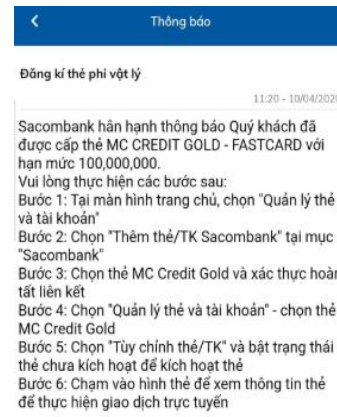 Thông báo
Đăng kí thẻ phi vật lý
11:20 - 10/04/2020
Sacombank hân hạnh thông báo Quý khách đã
được cấp thẻ MC CREDIT GOLD - FASTCARD với
hạn mức 100,000,000.
Vui lòng thực hiện các bước sau:
Bước 1: Tại màn hình trang chủ, chọn "Quản lý thẻ
và tài khoản"
Bước 2: Chọn "Thêm thẻ/TK Sacombank" tại mục
"Sacombank"
Bước 3: Chọn thẻ MC Credit Gold và xác thực hoàn
tất liên kết
Bước 4: Chọn "Quản lý thẻ và tài khoản" - chọn thẻ
MC Credit Gold
Bước 5: Chọn "Tùy chỉnh thẻ/TK" và bật trạng thái
thẻ chưa kích hoạt để kích hoạt thẻ
Bước 6: Chạm vào hình thẻ để xem thông tin thẻ
để thực hiện giao dịch trực tuyến